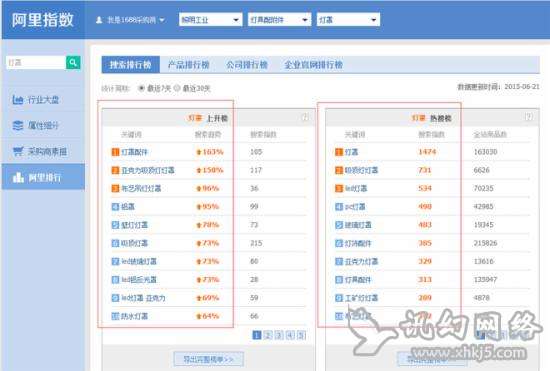 阿里指数
我是1688采购商
照明工业
灯具配附件
灯罩
灯罩
行业大盘
属性细分
采购商素描
阿里排行
搜索排行榜 产品排行榜 公司排行榜 企业官网排行榜
统计周期: 最近7天 最近30天
数据更新时间: 2015-06-21
灯罩 上升榜
关键词 搜索趋势 搜索指数
1 灯罩配件 163% 105
2 亚克力吸顶灯灯罩 150% 117
3 布艺吊灯灯罩 96% 36
4 铝罩 95% 95
5 壁灯灯罩 78% 73
6 吸顶灯 73% 215
7 led玻璃灯罩 73% 80
8 led铝反光罩 73% 28
9 led灯罩 亚克力 69% 59
10 防水灯罩 64% 66
1 2 3 4 5
导出完整榜单>>
灯罩 热搜榜
关键词 搜索指数 全站商品数
1 灯罩 1474 163030
2 吸顶灯灯罩 731 6626
3 led灯罩 534 70235
4 pc灯罩 490 42985
5 玻璃灯罩 483 19345
6 灯饰配件 385 215826
7 亚克力灯罩 329 13616
8 灯具配件 313 135947
9 工矿灯灯罩 289 4878
导出完整榜单>>
讯幻网络
www.xhkj5.com